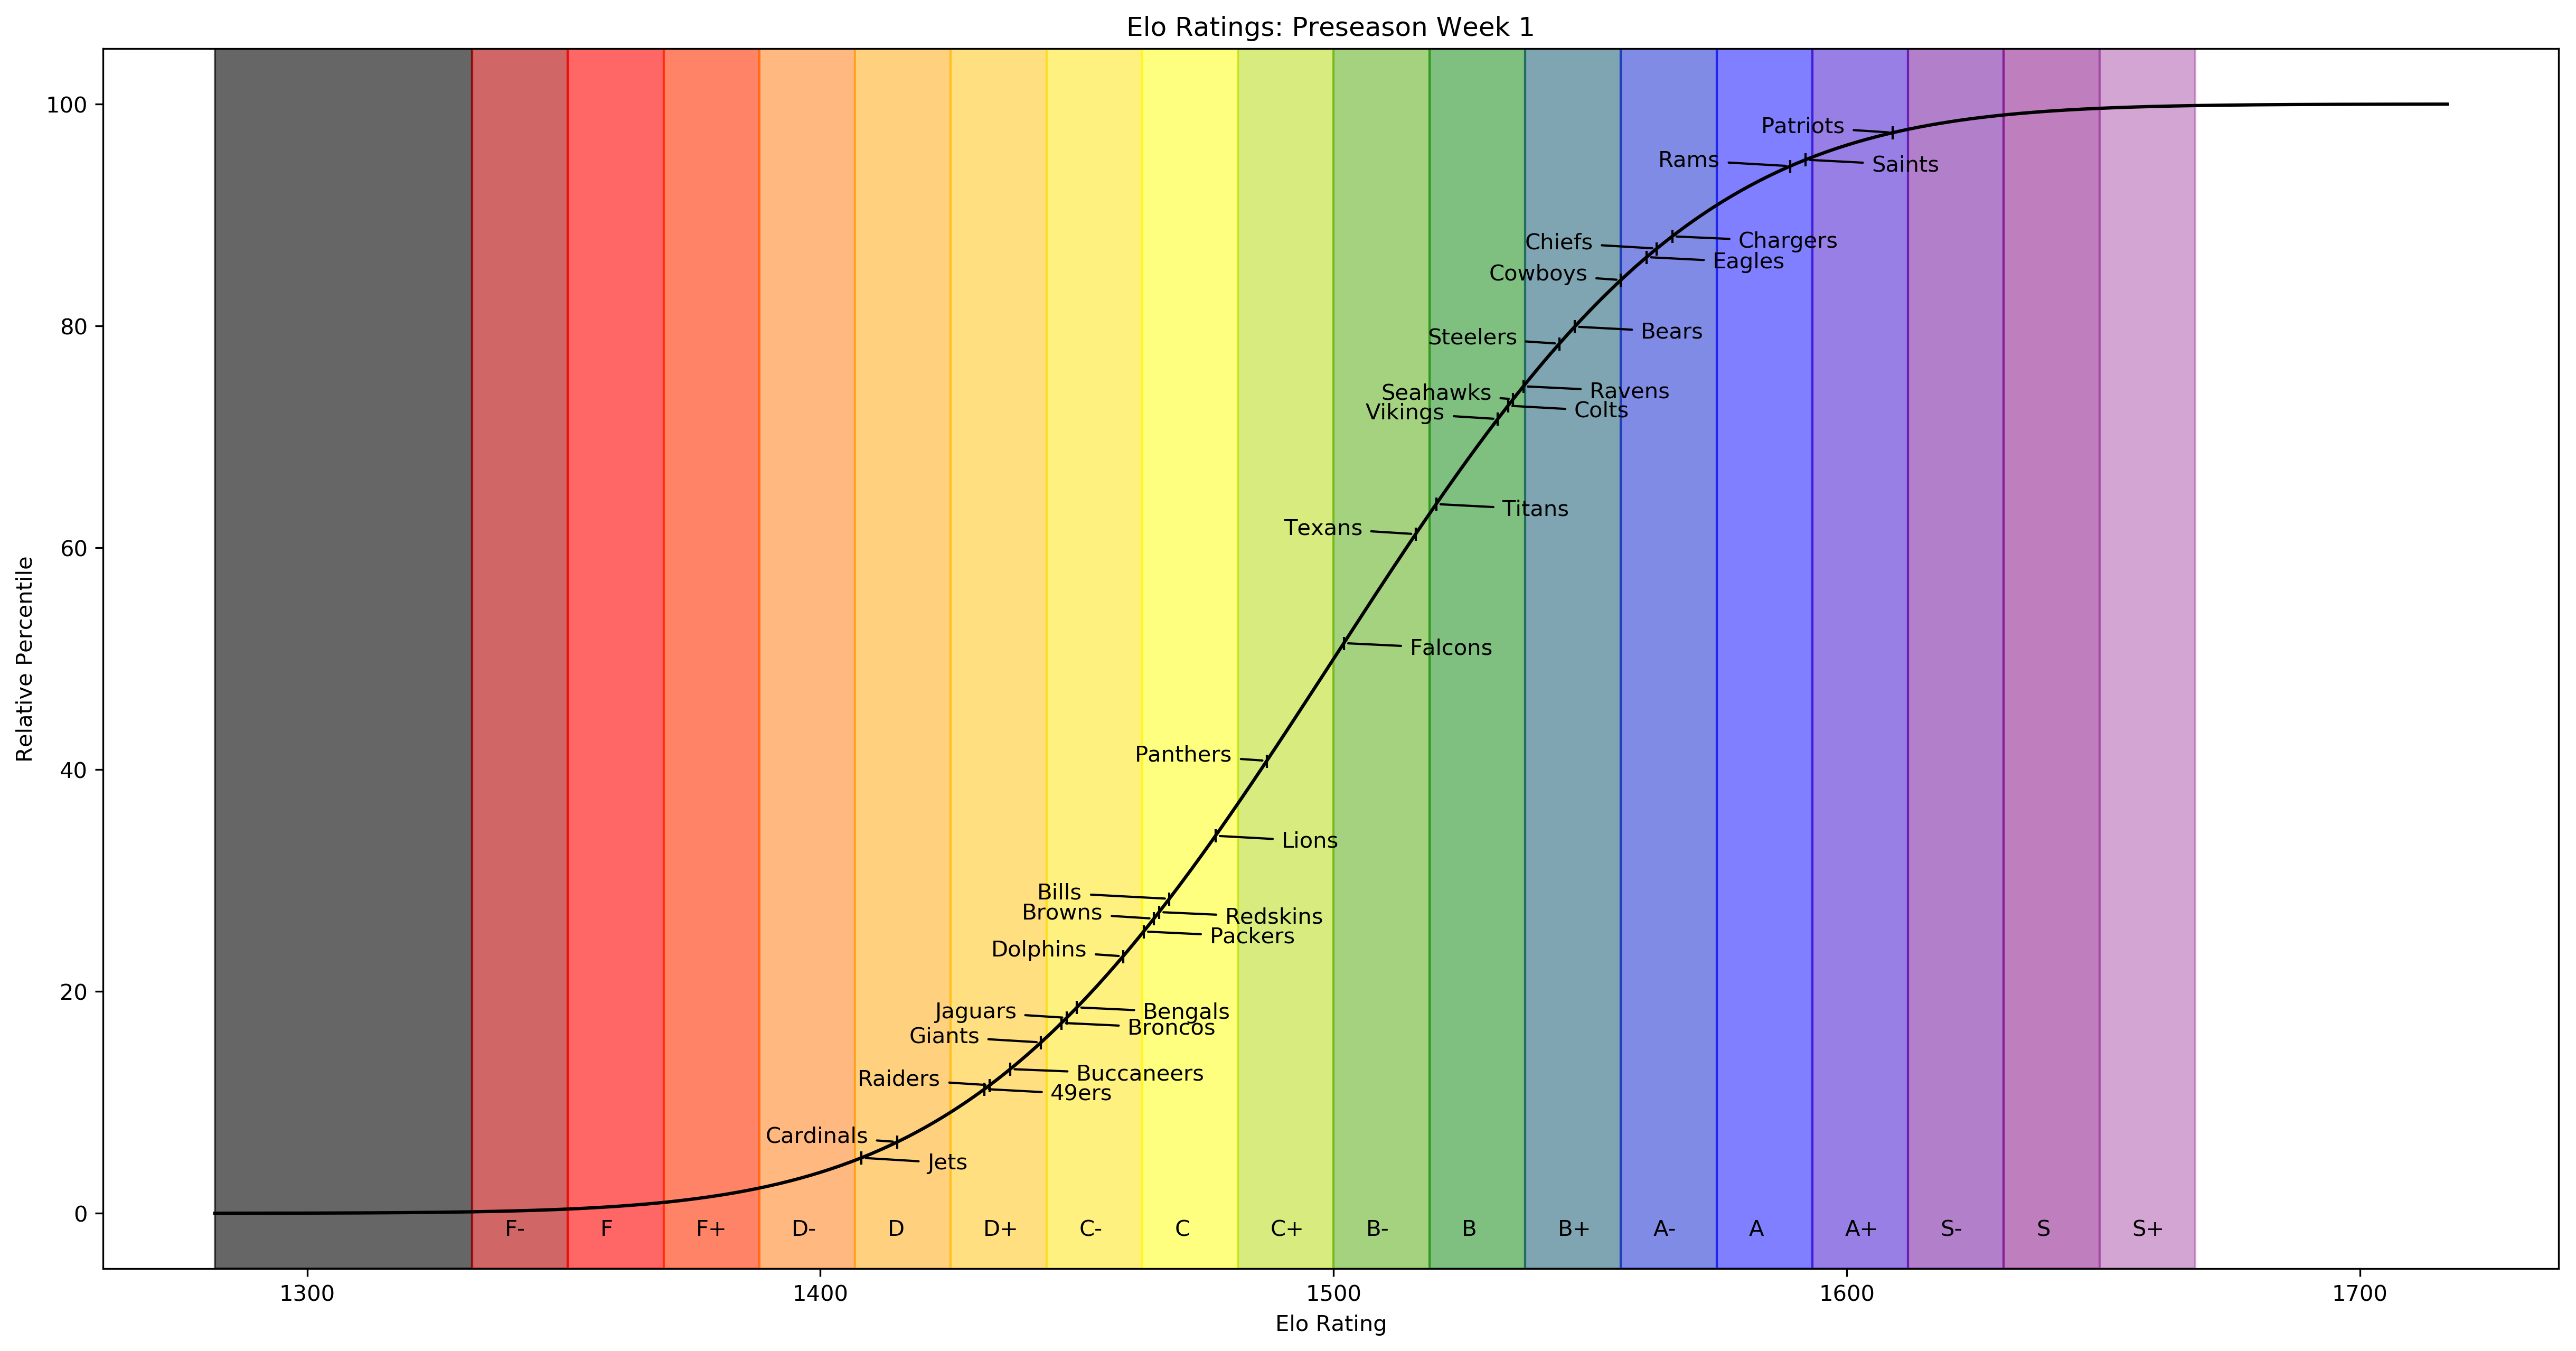 Elo Ratings: Preseason Week 1
Relative Percentile
100
80
60
40
20
0
Patriots
Rams
Saints
Chiefs
Chargers
Eagles
Cowboys
Bears
Steelers
Seahawks
Ravens
Colts
Vikings
Titans
Texans
Falcons
Panthers
Lions
Bills
Browns
Redskins
Packers
Dolphins
Jaguars
Bengals
Broncos
Giants
Raiders
Buccaneers
49ers
Cardinals
Jets
F- F F+ D- D D+ C- C C+ B- B B+ A- A A+ S- S S+
1300 1400 1500 1600 1700
Elo Rating